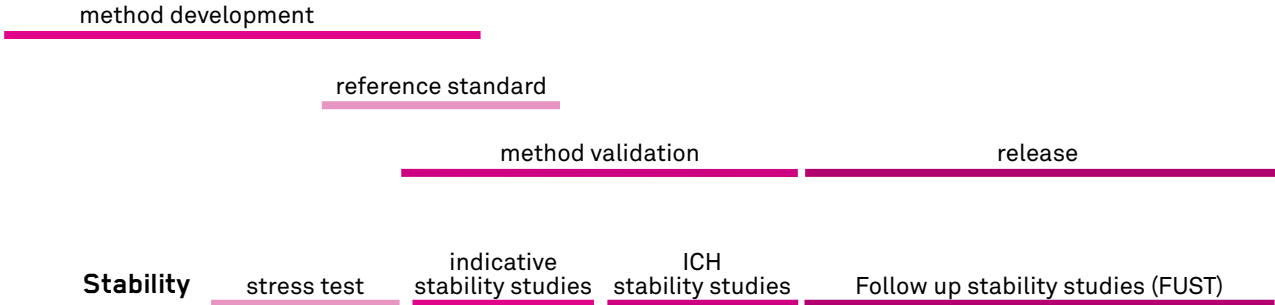 method development
reference standard
method validation
release
Stability
stress test
indicative
stability studies
ICH
stability studies
Follow up stability studies (FUST)